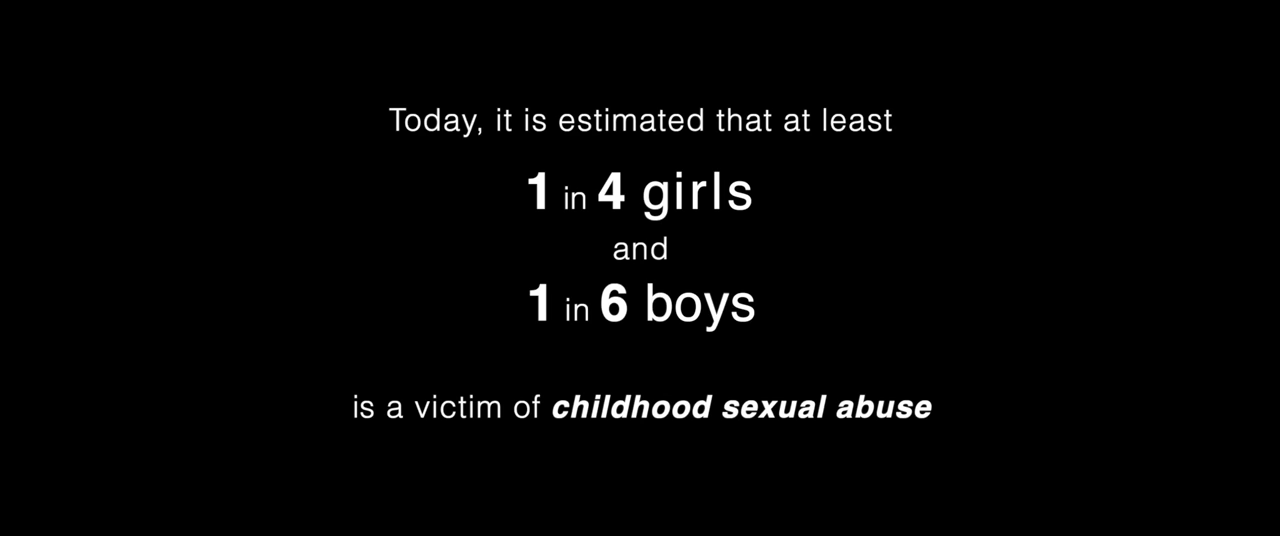 Today, it is estimated that at least
1 in 4 girls
and
1 in 6 boys
is a victim of childhood sexual abuse